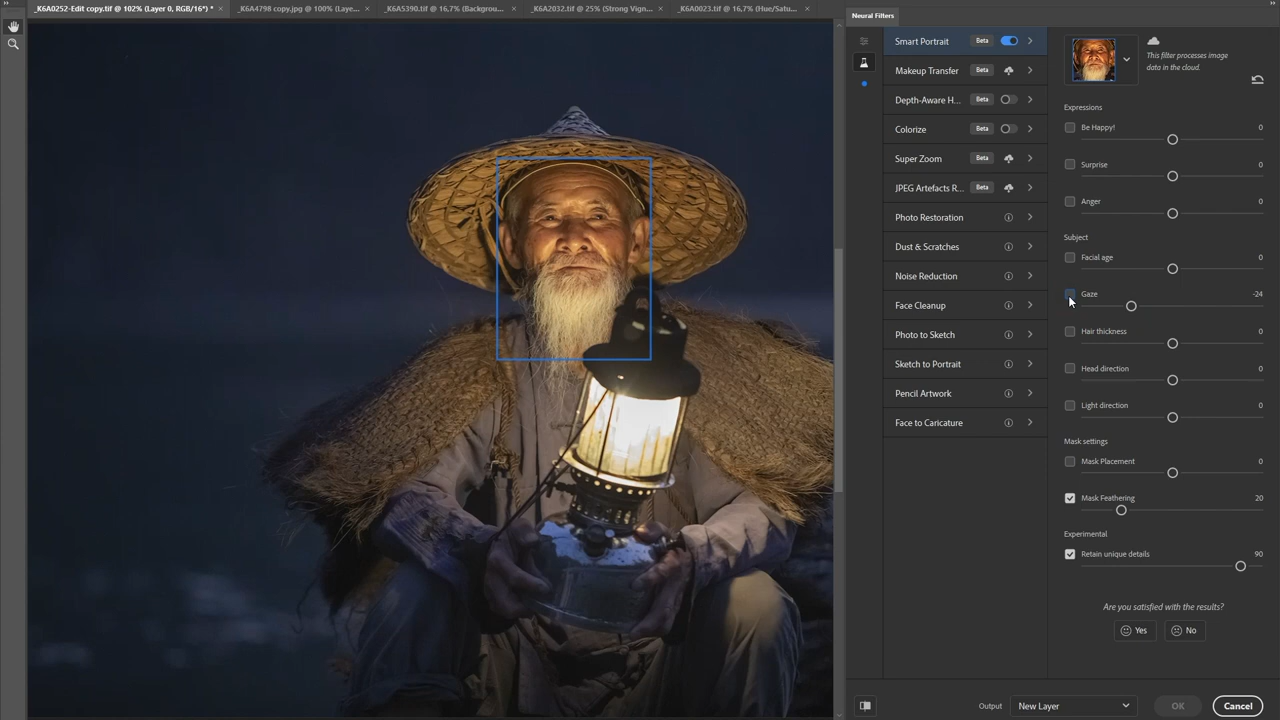 _K6A0252-Edit copy.tif @ 102% (Layer 0, RGB/16*) *
_K6A4798 copy.jpg @ 100% (Laye...
_K6A5390.tif @ 16,7% (Backgrou...
_K6A2032.tif @ 25% (Strong Vign...
_K6A0023.tif @ 16,7% (Hue/Satu...
Neural Filters
Smart Portrait Beta
Makeup Transfer Beta
Depth-Aware H... Beta
Colorize Beta
Super Zoom Beta
JPEG Artefacts R... Beta
Photo Restoration
Dust & Scratches
Noise Reduction
Face Cleanup
Photo to Sketch
Sketch to Portrait
Pencil Artwork
Face to Caricature
This filter processes image
data in the cloud.
Expressions
Be Happy! 0
Surprise 0
Anger 0
Subject
Facial age 0
Gaze -24
Hair thickness 0
Head direction 0
Light direction 0
Mask settings
Mask Placement 0
Mask Feathering 20
Experimental
Retain unique details 90
Are you satisfied with the results?
Yes No
Output New Layer OK Cancel